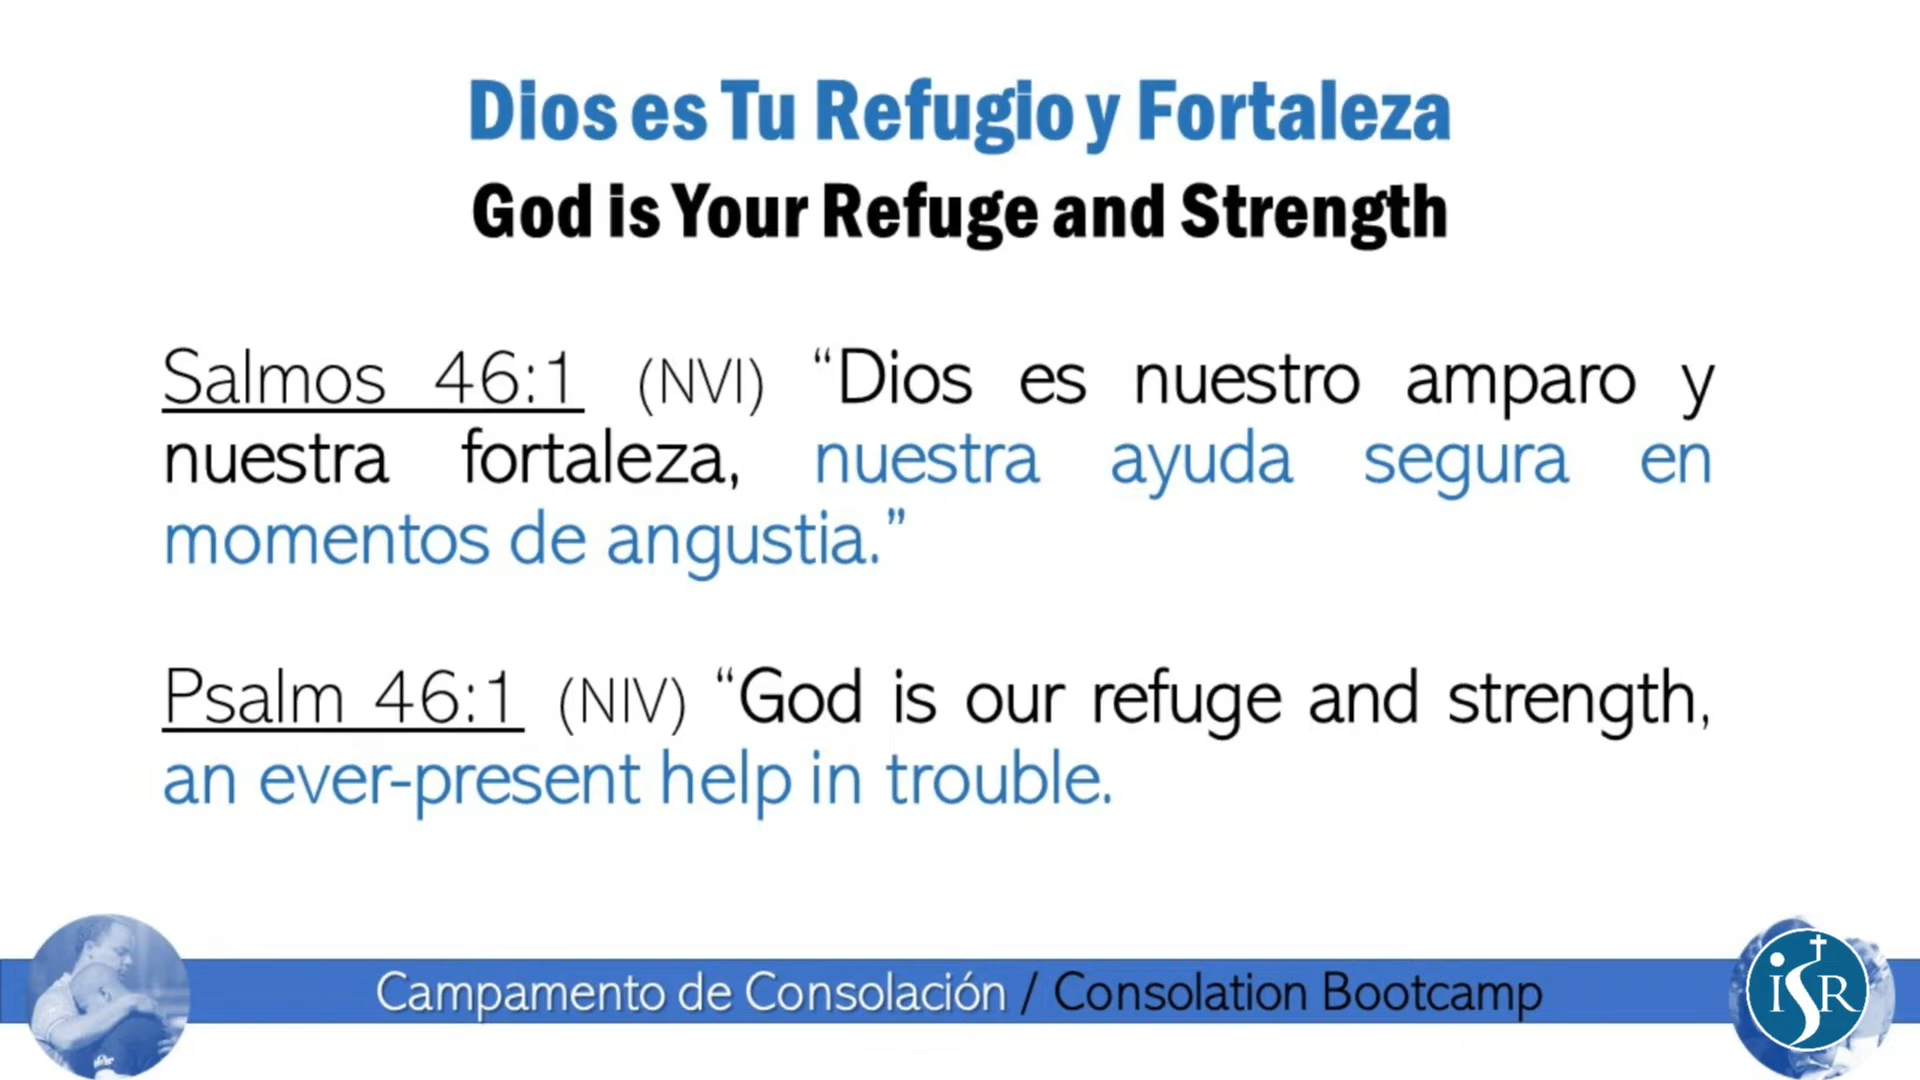 Dios es Tu Refugio y Fortaleza
God is Your Refuge and Strength
Salmos 46:1 (NVI) “Dios es nuestro amparo y
nuestra fortaleza, nuestra ayuda segura en
momentos de angustia.”
Psalm 46:1 (NIV) “God is our refuge and strength,
an ever-present help in trouble.
Campamento de Consolación / Consolation Bootcamp
iSR